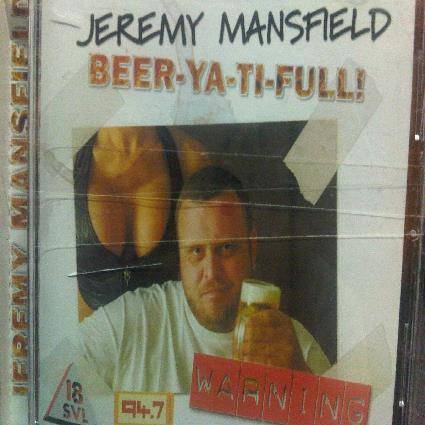 JEREMY MANSFIELD
BEER-YA-TI-FULL!
JEREMY MANSFIELD
18
SVL
94.7
WARNING